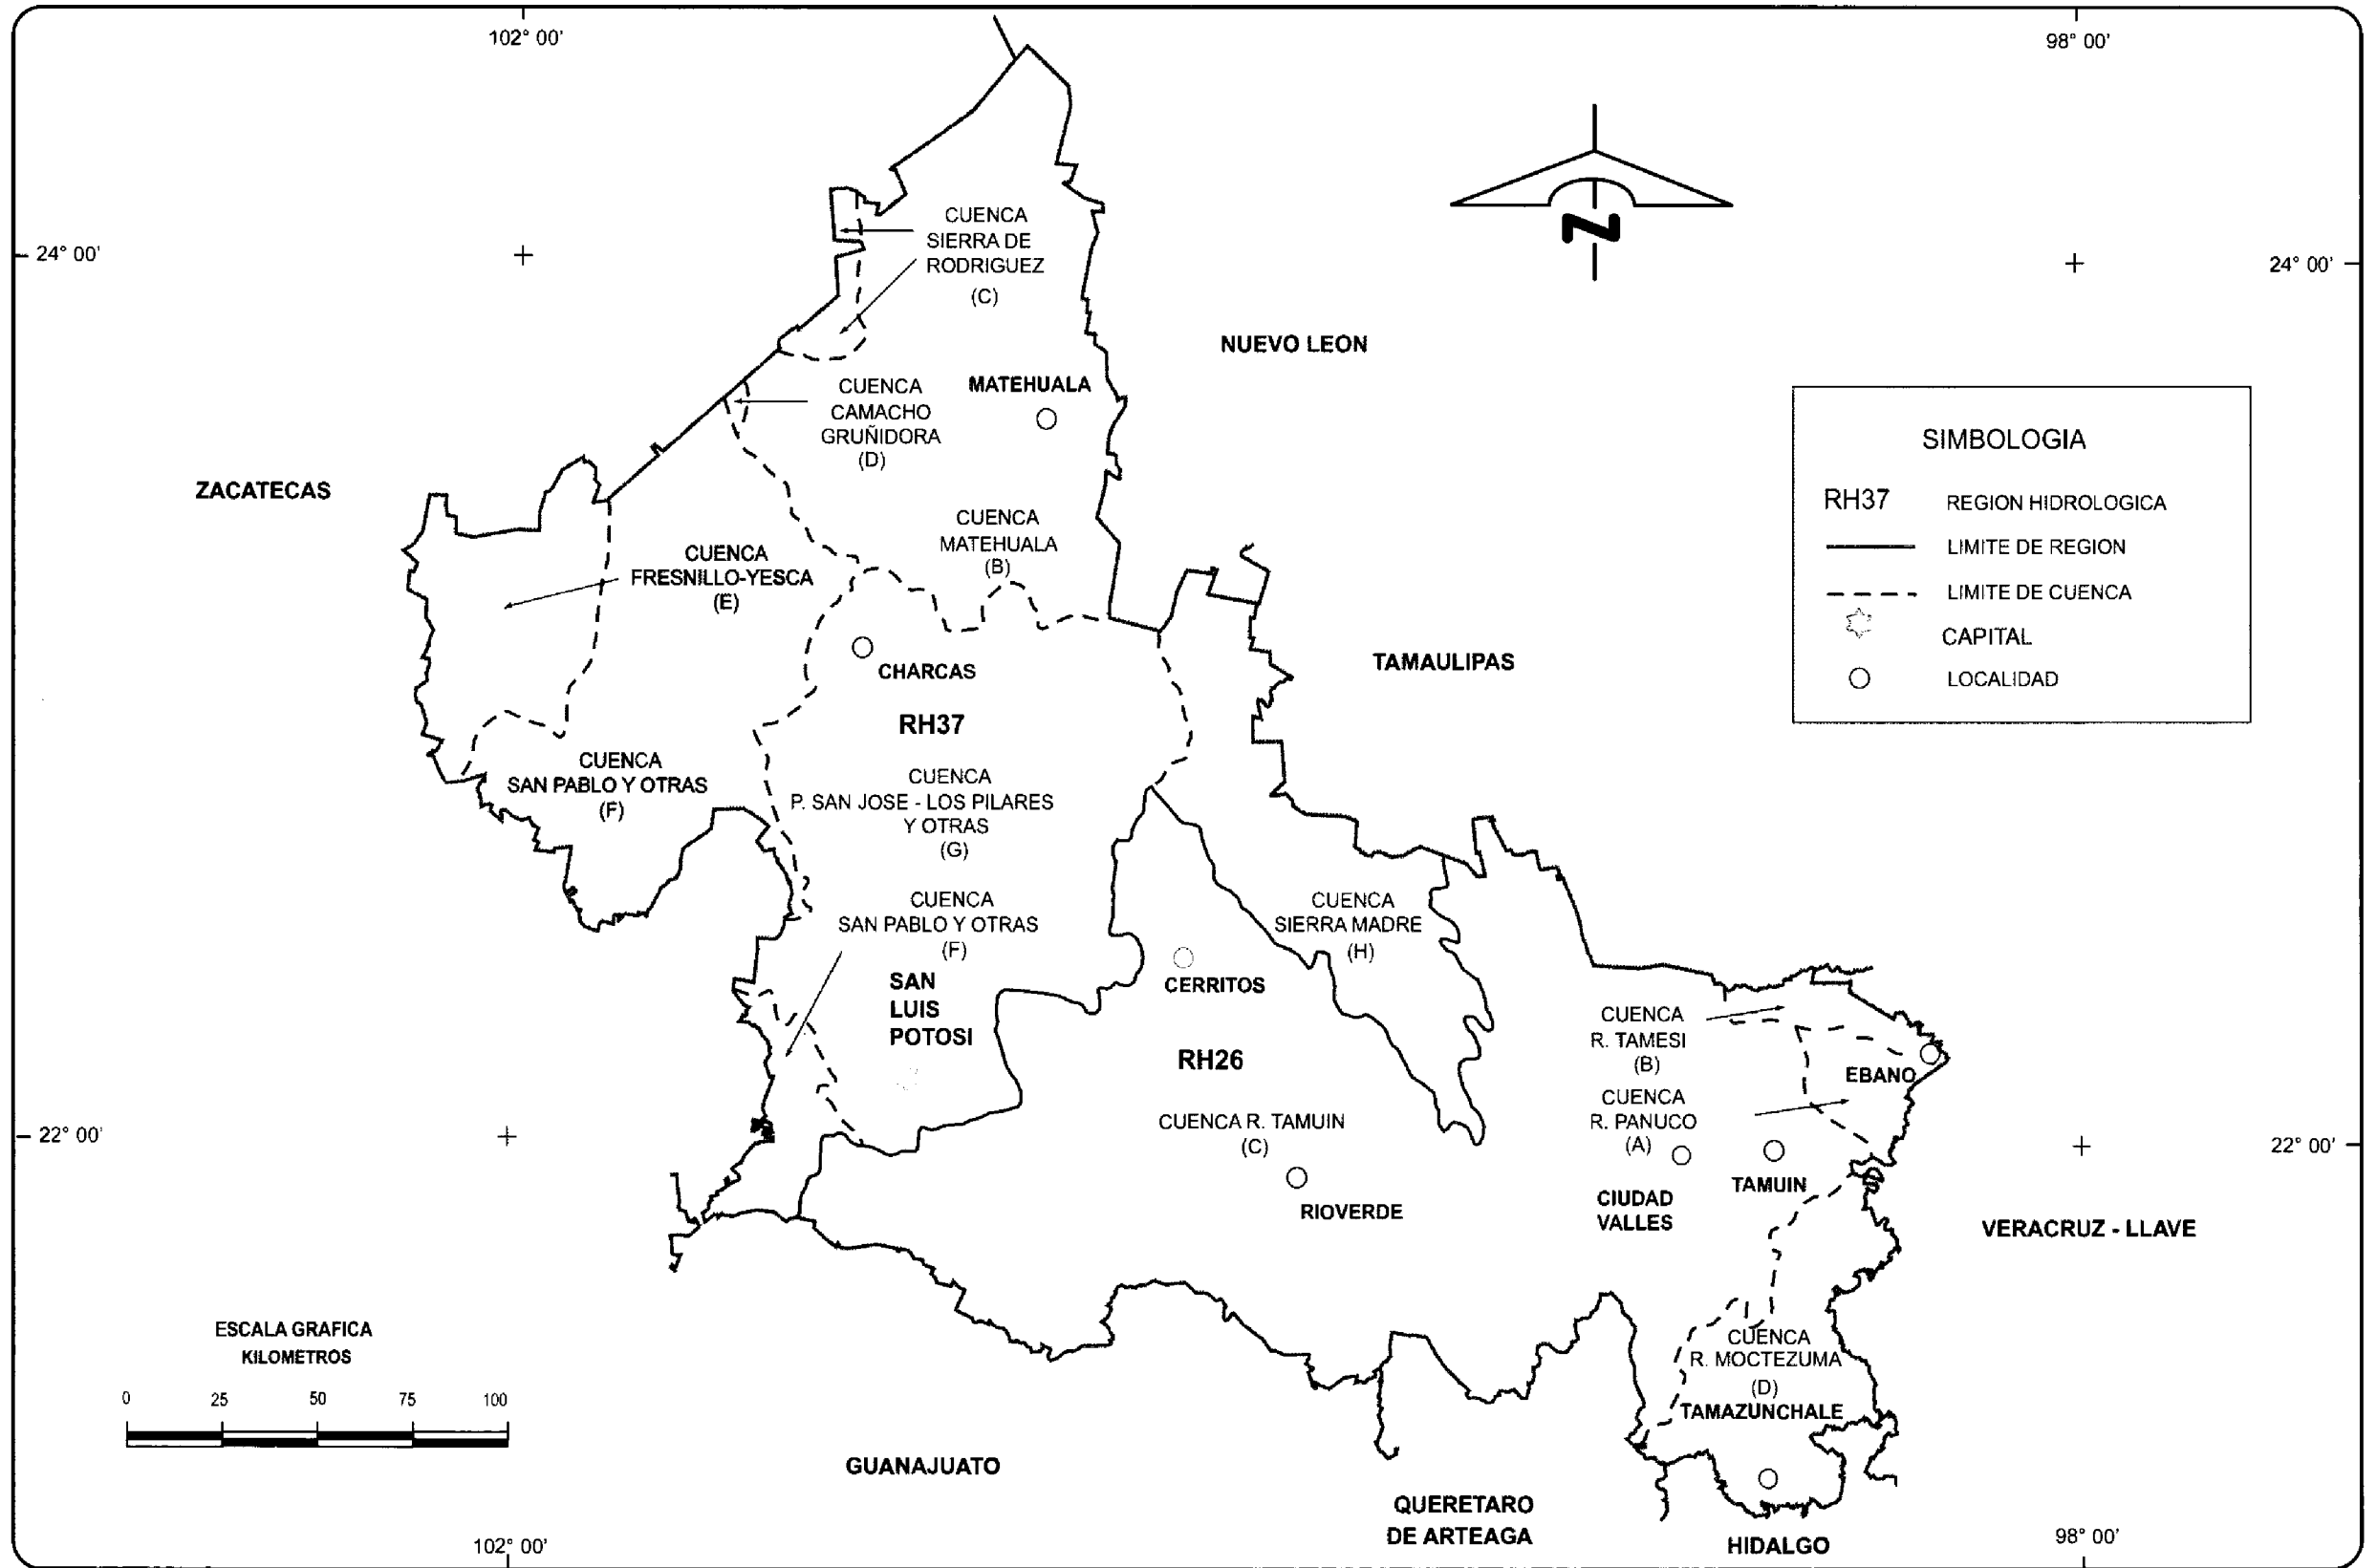 102° 00'
98° 00'
24° 00'
24° 00'
CUENCA
SIERRA DE
RODRIGUEZ
(C)
N
NUEVO LEON
CUENCA
CAMACHO
GRUÑIDORA
(D)
MATEHUALA
ZACATECAS
CUENCA
MATEHUALA
(B)
CUENCA
FRESNILLO-YESCA
(E)
SIMBOLOGIA
RH37 REGION HIDROLOGICA
LIMITE DE REGION
LIMITE DE CUENCA
CAPITAL
LOCALIDAD
TAMAULIPAS
CHARCAS
RH37
CUENCA
SAN PABLO Y OTRAS
(F)
CUENCA
P. SAN JOSE - LOS PILARES
Y OTRAS
(G)
CUENCA
SAN PABLO Y OTRAS
(F)
SAN
LUIS
POTOSI
CUENCA
SIERRA MADRE
(H)
CERRITOS
RH26
CUENCA
R. TAMESI
(B)
EBANO
CUENCA
R. PANUCO
(A)
CUENCA R. TAMUIN
(C)
22° 00'
22° 00'
RIOVERDE
CIUDAD
VALLES
TAMUIN
VERACRUZ - LLAVE
CUENCA
R. MOCTEZUMA
(D)
TAMAZUNCHALE
ESCALA GRAFICA
KILOMETROS
0 25 50 75 100
GUANAJUATO
QUERETARO
DE ARTEAGA
HIDALGO
102° 00'
98° 00'